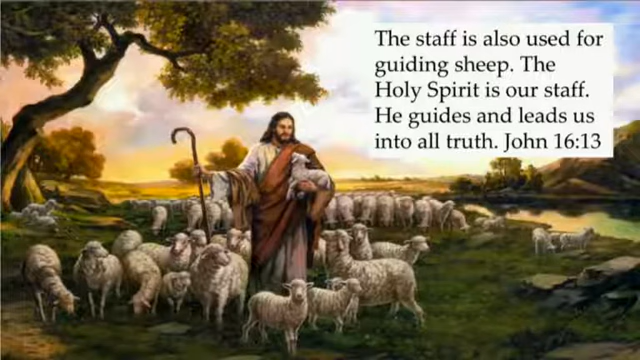 The staff is also used for
guiding sheep. The
Holy Spirit is our staff.
He guides and leads us
into all truth. John 16:13